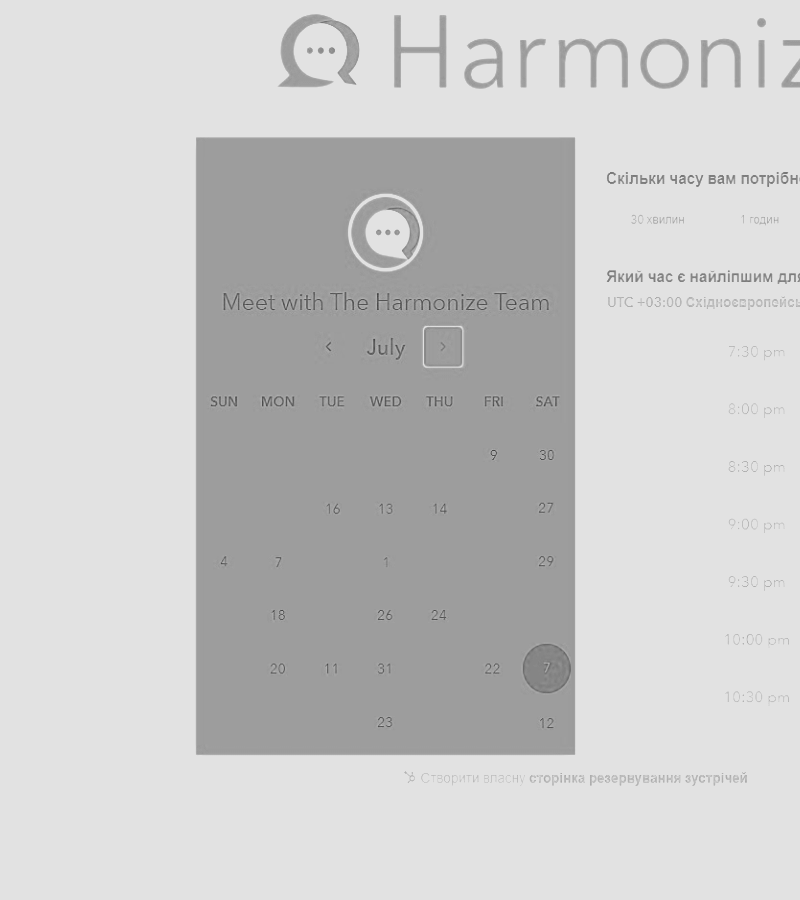 Harmoniz
Meet with The Harmonize Team
July
SUN MON TUE WED THU FRI SAT
9 30
16 13 14 27
4 7 1 29
18 26 24
20 11 31 22 7
23 12
Скільки часу вам потрібн
30 хвилин 1 годин
Який час є найліпшим для
UTC +03:00 Східноєвропейсь
7:30 pm
8:00 pm
8:30 pm
9:00 pm
9:30 pm
10:00 pm
10:30 pm
Створити власну сторінка резервування зустрічей